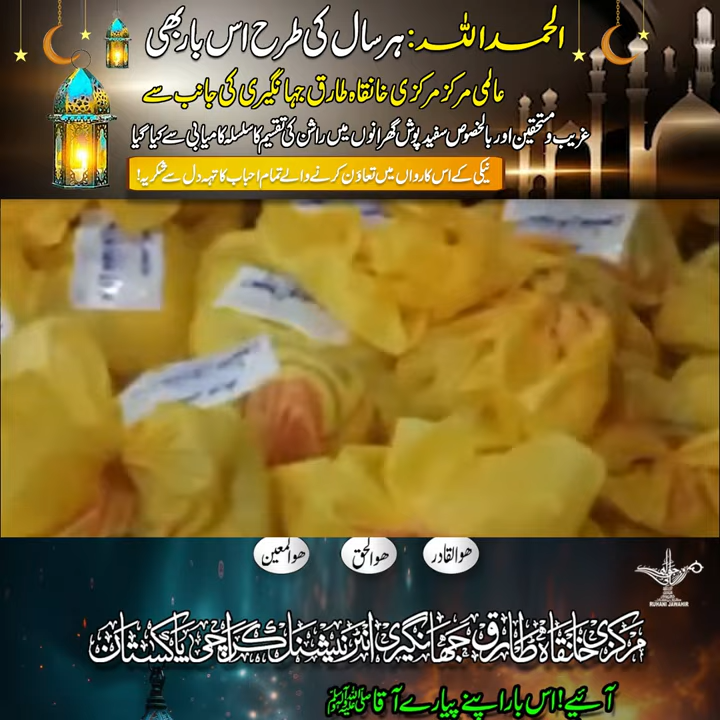 الحمداللہ: ہر سال کی طرح اس بار بھی
عالمی مرکز مرکزی خانقاہ طارق جہانگیری کی جانب سے
غریب و مستحقین اور بالخصوص سفید پوش گھرانوں میں راشن کی تقسیم کا سلسلہ کامیابی سے کیا گیا
نیکی کے اس کارواں میں تعاؤن کرنے والے تمام احباب کا تہہ دل سے شکریہ!
ھوالقادر ھوالحق ھوالمعین
RUHANI JAWAHIR
مرکزی خانقاہ طارق جہانگیری انٹرنیشنل کراچی پاکستان
آئیے! اس بار اپنے پیارے آقا ﷺ